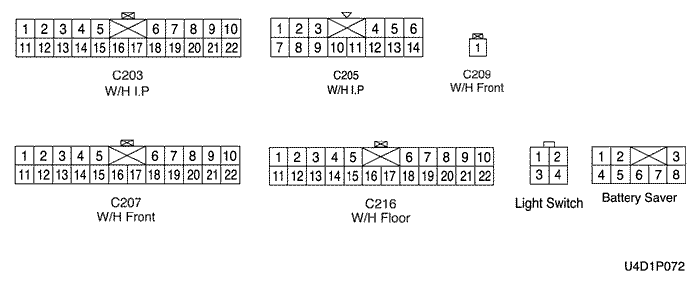 1 2 3 4 5 6 7 8 9 10
11 12 13 14 15 16 17 18 19 20 21 22
C203
W/H I.P
1 2 3 4 5 6
7 8 9 10 11 12 13 14
C205
W/H I.P
1
C209
W/H Front
1 2 3 4 5 6 7 8 9 10
11 12 13 14 15 16 17 18 19 20 21 22
C207
W/H Front
1 2 3 4 5 6 7 8 9 10
11 12 13 14 15 16 17 18 19 20 21 22
C216
W/H Floor
1 2
3 4
Light Switch
1 2 3
4 5 6 7 8
Battery Saver
U4D1P072